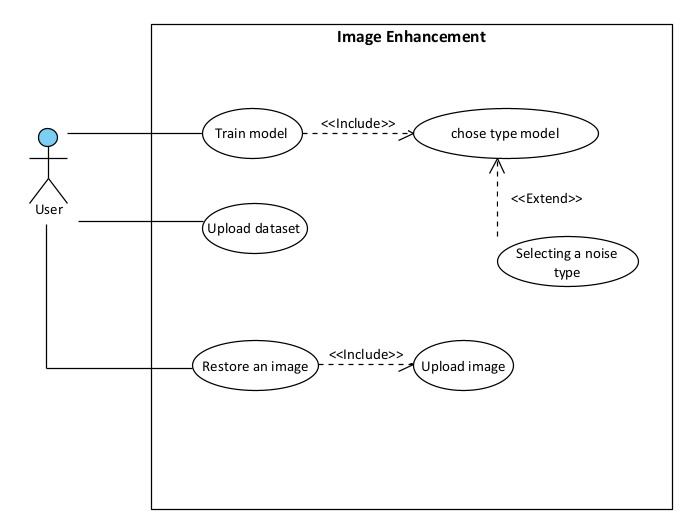 Image Enhancement
Train model
<<Include>>
chose type model
User
<<Extend>>
Upload dataset
Selecting a noise
type
Restore an image
<<Include>>
Upload image